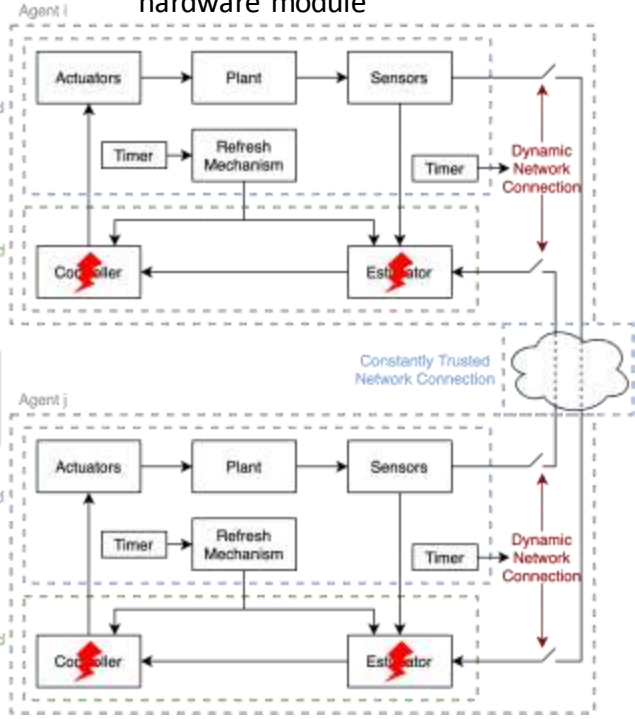 hardware module
Agent i
Actuators
Plant
Sensors
Timer
Refresh
Mechanism
Timer
Dynamic
Network
Connection
Controller
Estimator
Constantly Trusted
Network Connection
Agent j
Actuators
Plant
Sensors
Timer
Refresh
Mechanism
Timer
Dynamic
Network
Connection
Controller
Estimator